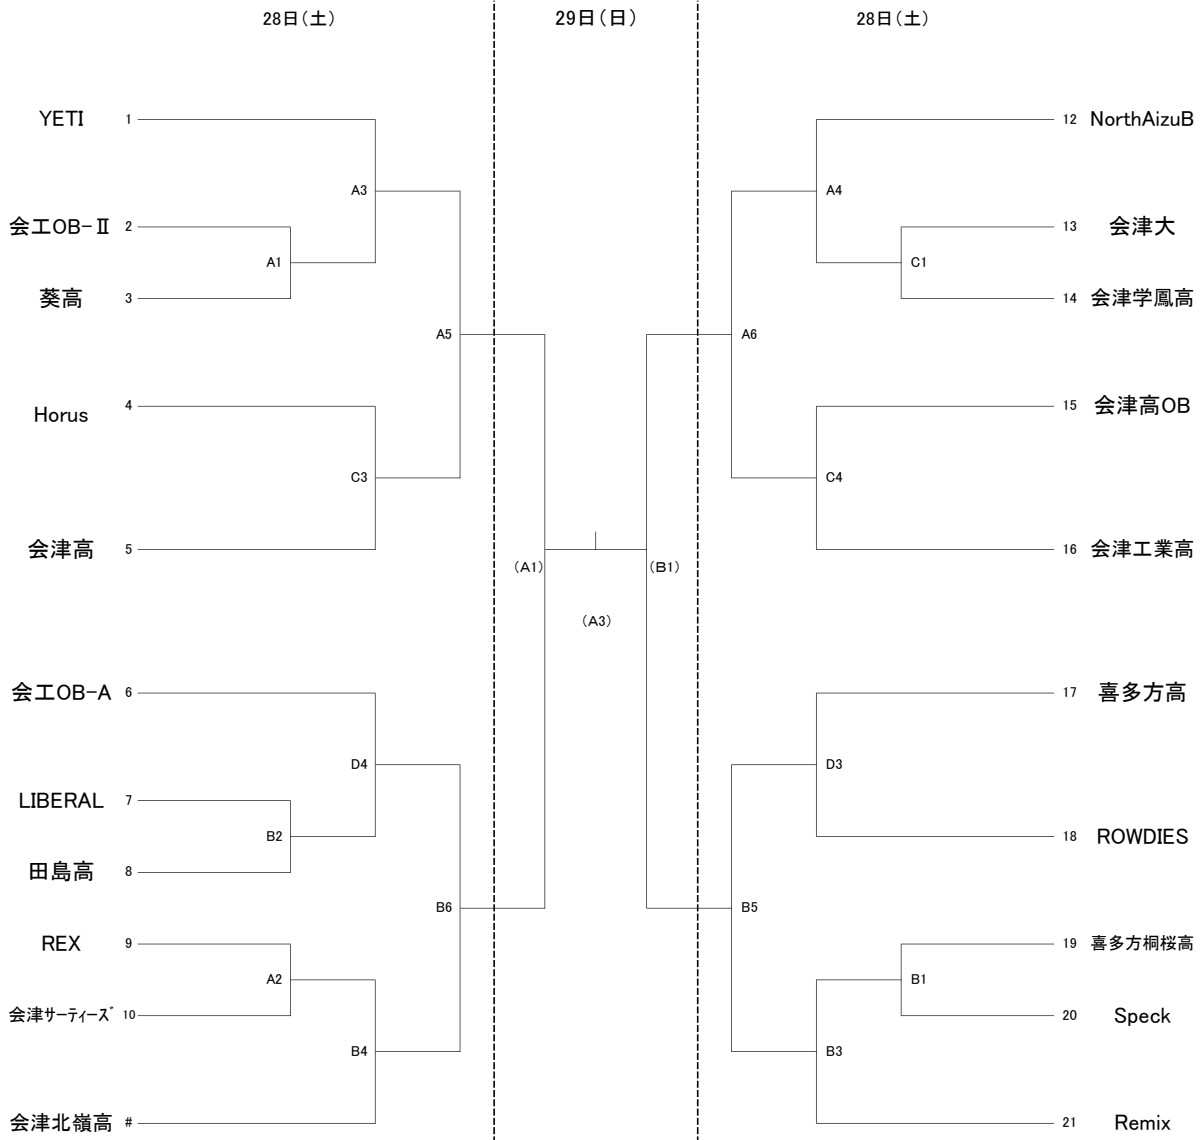 28日(土) 29日(日) 28日(土)
YETI 1
12 NorthAizuB
A3
A4
会工OB-Ⅱ 2
13 会津大
A1
C1
葵高 3
14 会津学鳳高
A5
A6
Horus 4
15 会津高OB
C3
C4
会津高 5
16 会津工業高
(A1)
(B1)
(A3)
会工OB-A 6
17 喜多方高
D4
D3
LIBERAL 7
B2
18 ROWDIES
田島高 8
B6
B5
REX 9
19 喜多方桐桜高
A2
B1
会津サーティーズ 10
20 Speck
B4
B3
会津北嶺高 #
21 Remix